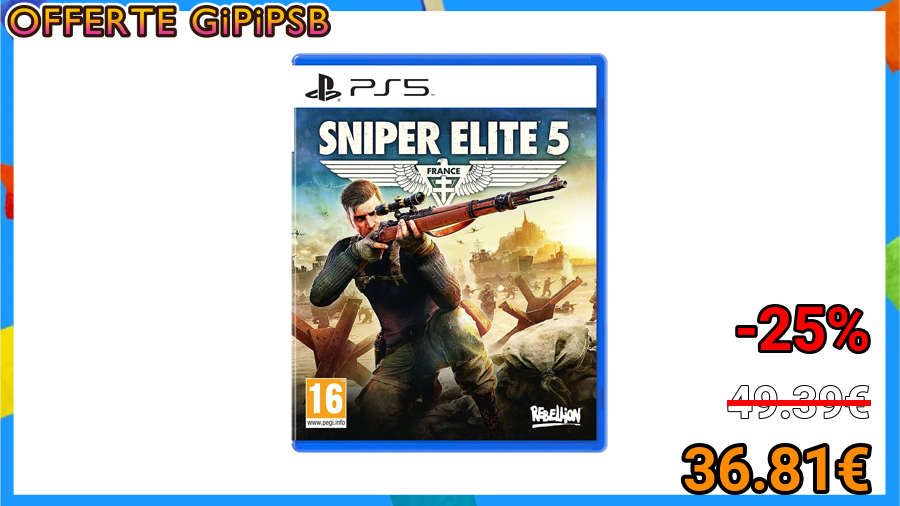 OFFERTE GiPiPSB
PS5
SNIPER ELITE 5
FRANCE
16
www.pegi.info
REBELLION
-25%
49.39€
36.81€